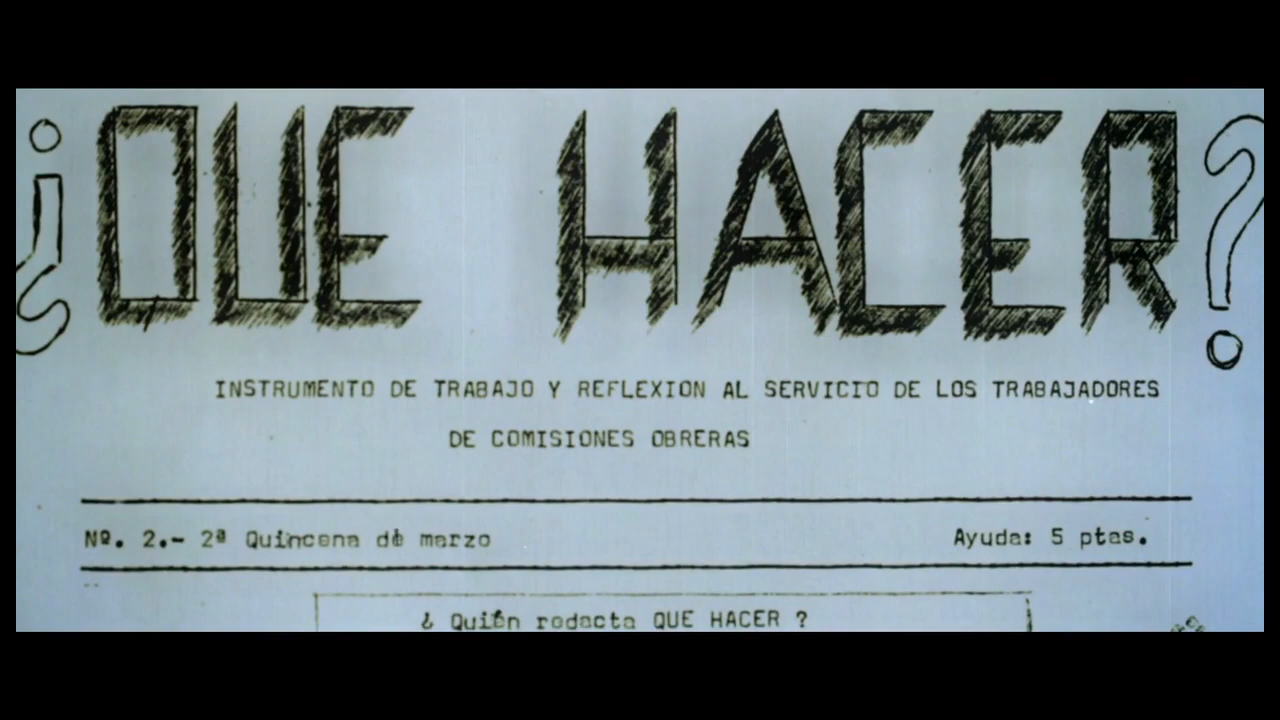 ¿QUE HACER?
INSTRUMENTO DE TRABAJO Y REFLEXION AL SERVICIO DE LOS TRABAJADORES
DE COMISIONES OBRERAS
Nº. 2.- 2ª Quincena de marzo
Ayuda: 5 ptas.
¿ Quién redacta QUE HACER ?